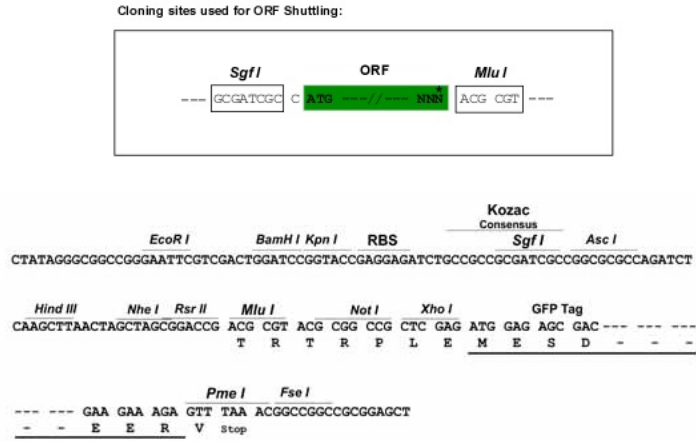 Cloning sites used for ORF Shuttling:
Sgf I ORF Mlu I
--- GCGATCGC C ATG ---//--- NNN* ACG CGT ---
Kozac
Consensus
EcoR I BamH I Kpn I RBS Sgf I Asc I
CTATAGGGCGGCCGGGAATTCGTCGACTGGATCCGGTACCGAGGAGATCTGCCGCCGCGATCGCCGGCGCGCCAGATCT
Hind III Nhe I Rsr II Mlu I Not I Xho I GFP Tag
CAAGCTTAACTAGCTAGCGGACCG ACG CGT ACG CGG CCG CTC GAG ATG GAG AGC GAC--- --- ---
T R T R P L E M E S D - - -
Pme I Fse I
--- --- GAA GAA AGA GTT TAA ACGGCCGGCCGCGGAGCT
- - E E R V Stop